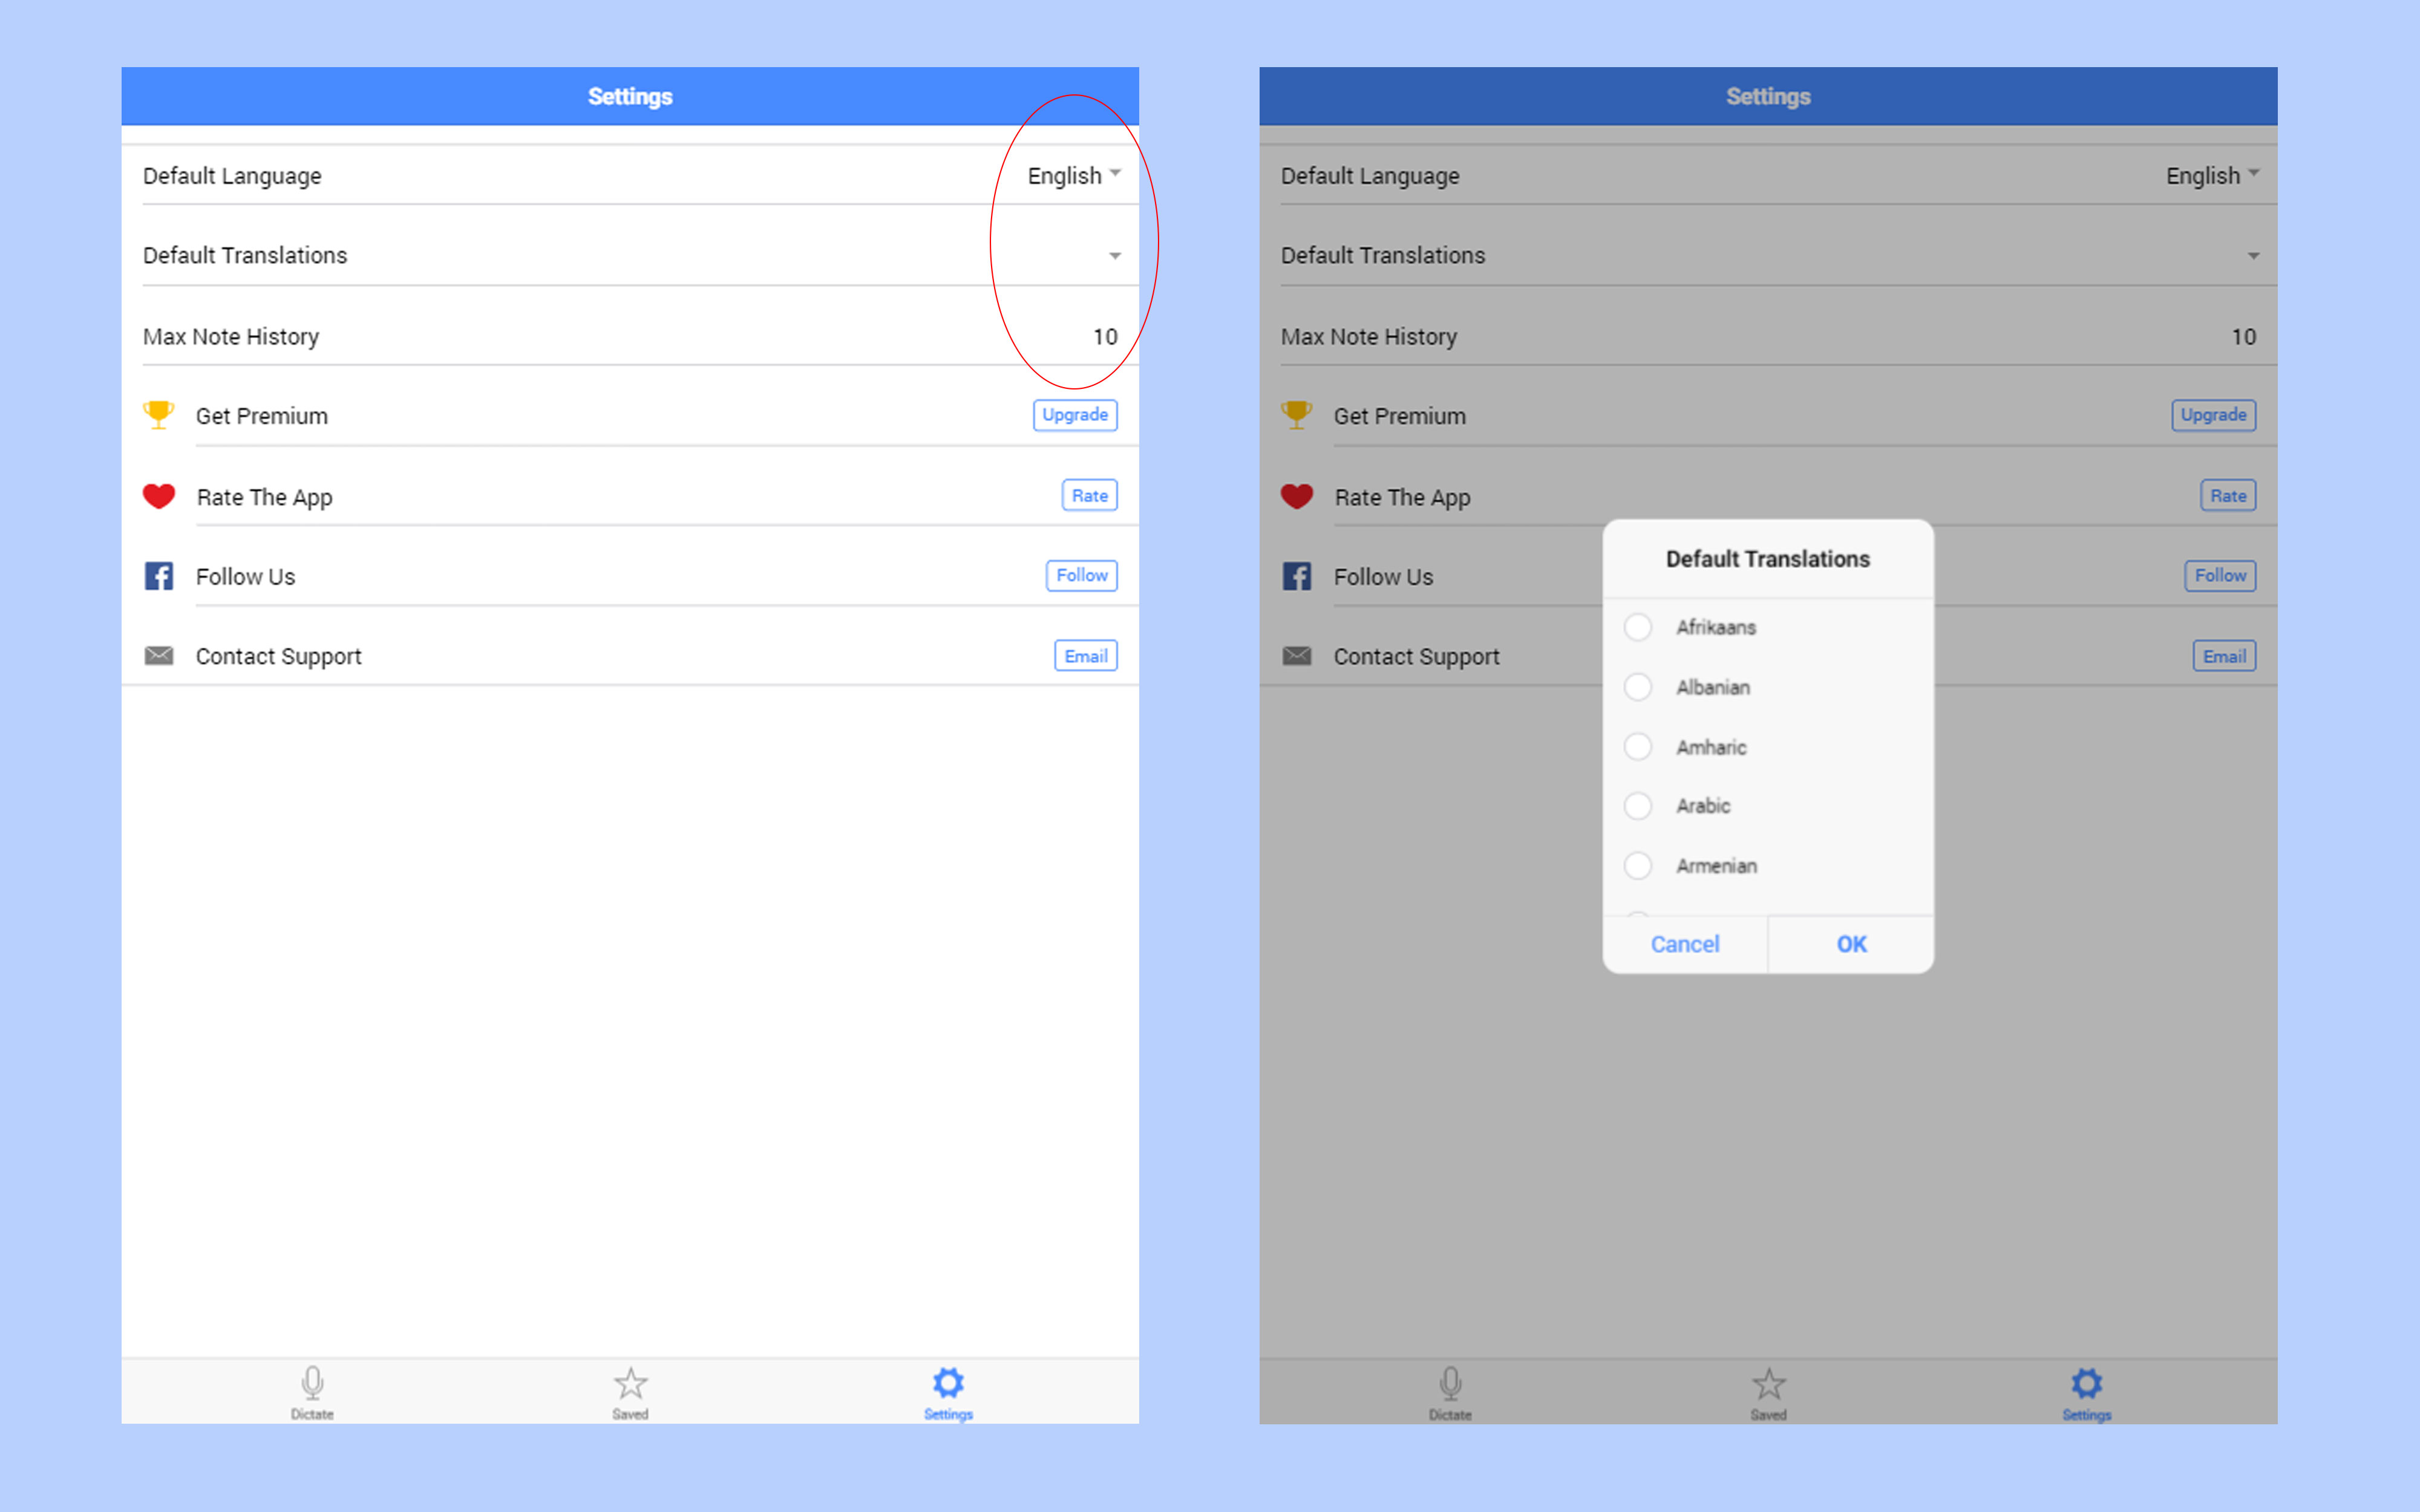 Settings
Default Language English
Default Translations
Max Note History 10
Get Premium Upgrade
Rate The App Rate
Follow Us Follow
Contact Support Email
Dictate Saved Settings
Settings
Default Language English
Default Translations
Max Note History 10
Get Premium Upgrade
Rate The App Rate
Follow Us Follow
Contact Support Email
Default Translations
Afrikaans
Albanian
Amharic
Arabic
Armenian
Cancel OK
Dictate Saved Settings